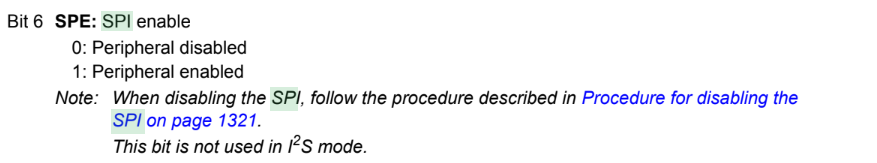 Bit 6 SPE: SPI enable
0: Peripheral disabled
1: Peripheral enabled
Note: When disabling the SPI, follow the procedure described in Procedure for disabling the
SPI on page 1321.
This bit is not used in I²S mode.